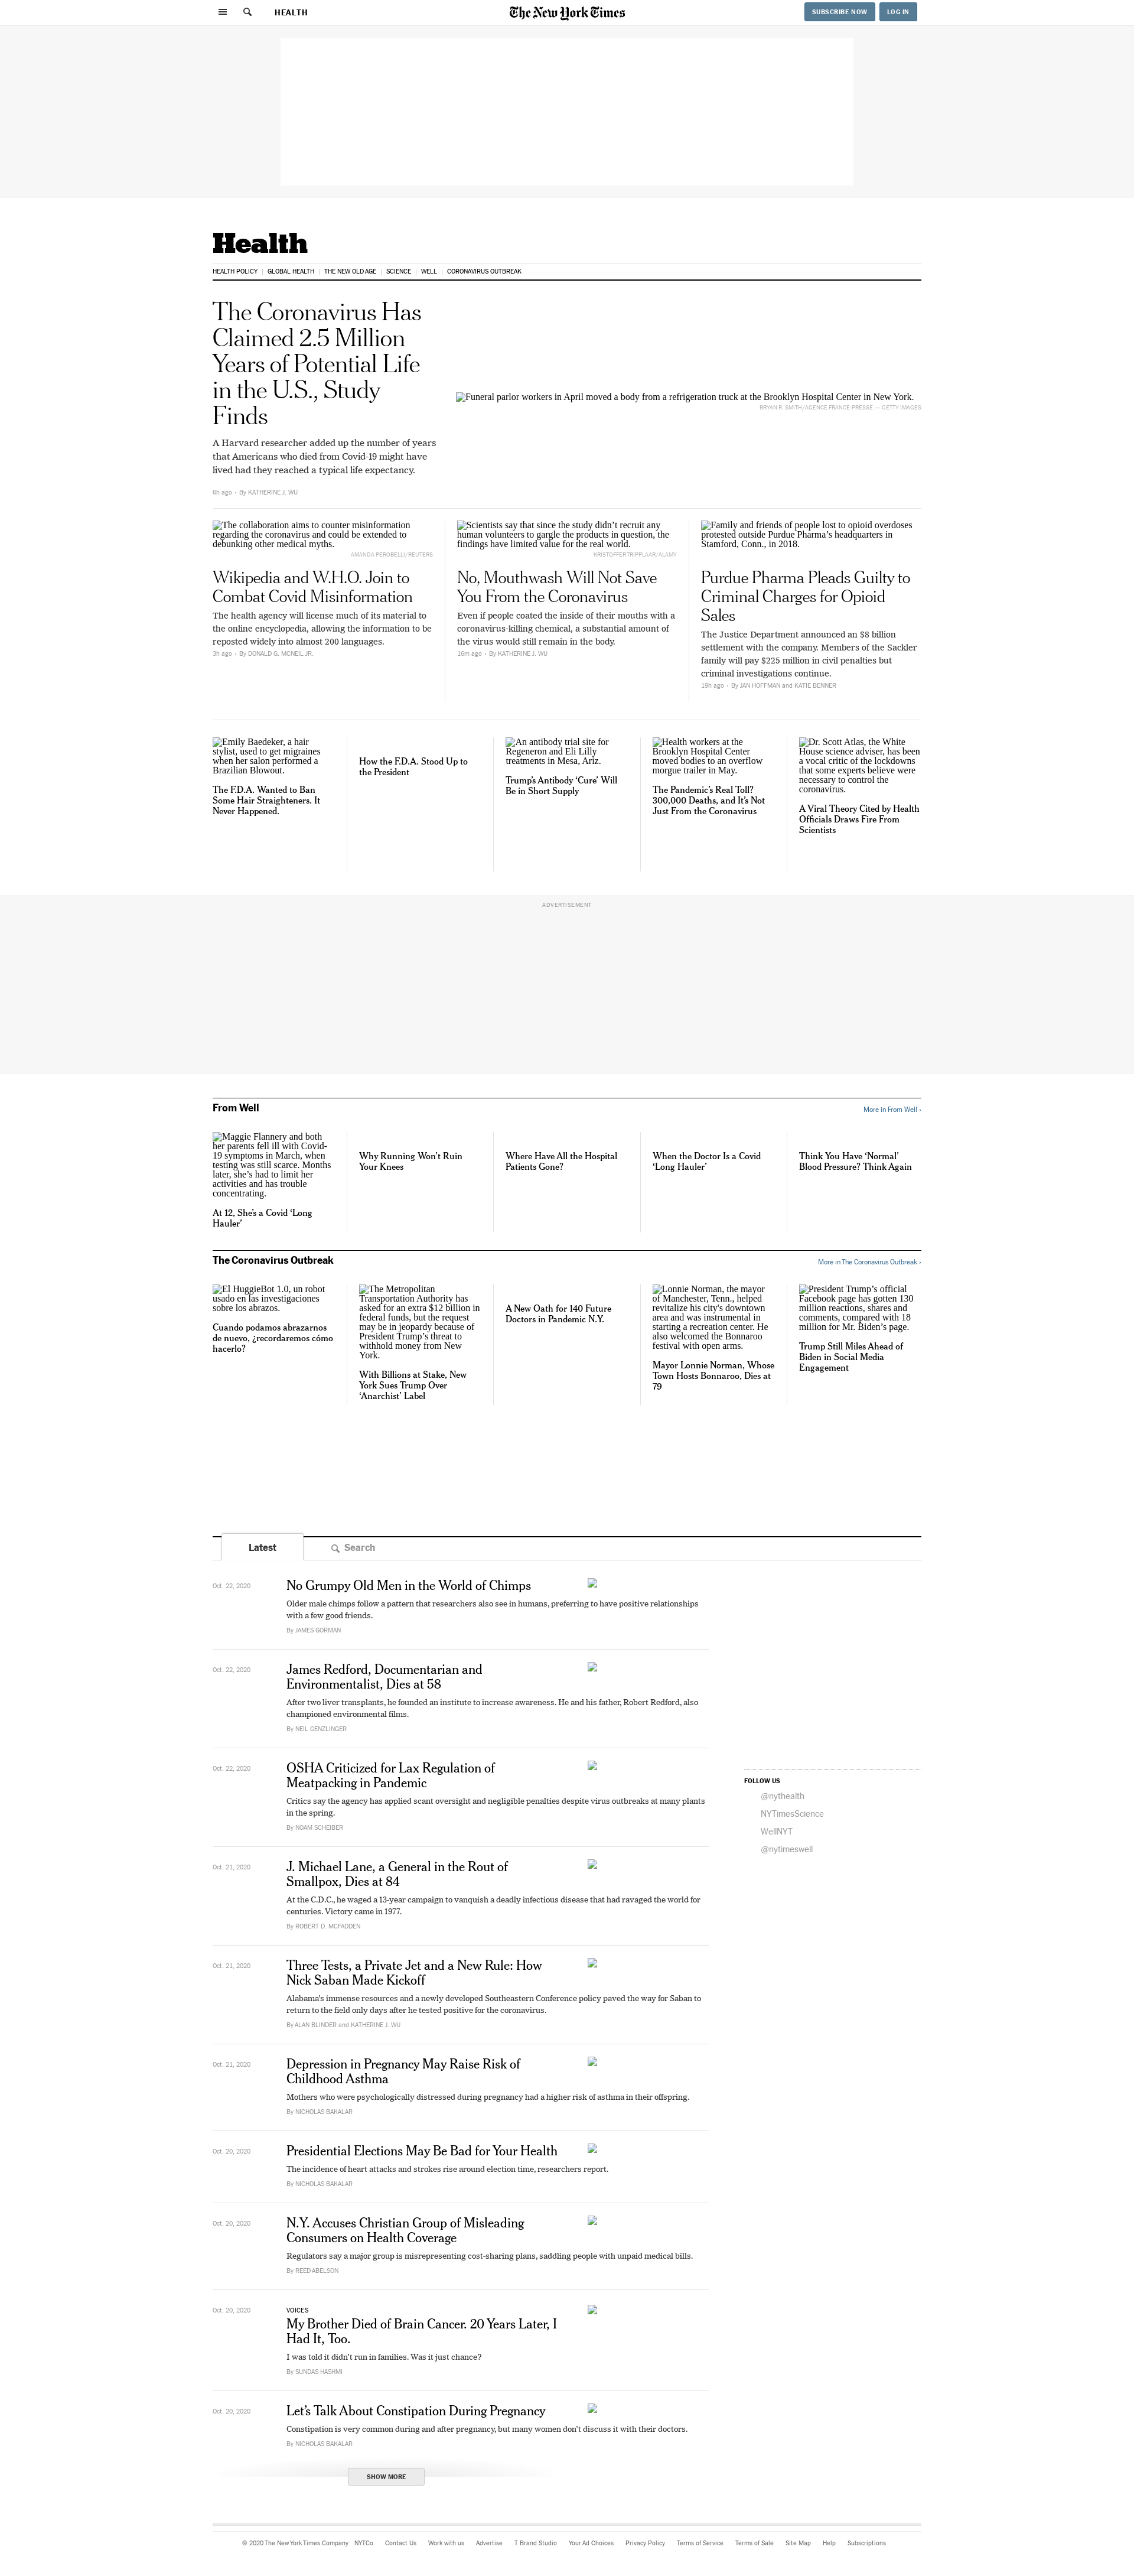 HEALTH
The New York Times
SUBSCRIBE NOW
LOG IN
Health
HEALTH POLICY
GLOBAL HEALTH
THE NEW OLD AGE
SCIENCE
WELL
CORONAVIRUS OUTBREAK
The Coronavirus Has
Claimed 2.5 Million
Years of Potential Life
in the U.S., Study
Finds
A Harvard researcher added up the number of years
that Americans who died from Covid-19 might have
lived had they reached a typical life expectancy.
6h ago • By KATHERINE J. WU
Funeral parlor workers in April moved a body from a refrigeration truck at the Brooklyn Hospital Center in New York.
BRYAN R. SMITH/AGENCE FRANCE-PRESSE — GETTY IMAGES
The collaboration aims to counter misinformation
regarding the coronavirus and could be extended to
debunking other medical myths.
AMANDA PEROBELLI/REUTERS
Wikipedia and W.H.O. Join to
Combat Covid Misinformation
The health agency will license much of its material to
the online encyclopedia, allowing the information to be
reposted widely into almost 200 languages.
3h ago • By DONALD G. MCNEIL JR.
Scientists say that since the study didn’t recruit any
human volunteers to gargle the products in question, the
findings have limited value for the real world.
KRISTOFFERTRIPPLAAR/ALAMY
No, Mouthwash Will Not Save
You From the Coronavirus
Even if people coated the inside of their mouths with a
coronavirus-killing chemical, a substantial amount of
the virus would still remain in the body.
16m ago • By KATHERINE J. WU
Family and friends of people lost to opioid overdoses
protested outside Purdue Pharma’s headquarters in
Stamford, Conn., in 2018.
Purdue Pharma Pleads Guilty to
Criminal Charges for Opioid
Sales
The Justice Department announced an $8 billion
settlement with the company. Members of the Sackler
family will pay $225 million in civil penalties but
criminal investigations continue.
19h ago • By JAN HOFFMAN and KATIE BENNER
Emily Baedeker, a hair
stylist, used to get migraines
when her salon performed a
Brazilian Blowout.
The F.D.A. Wanted to Ban
Some Hair Straighteners. It
Never Happened.
How the F.D.A. Stood Up to
the President
An antibody trial site for
Regeneron and Eli Lilly
treatments in Mesa, Ariz.
Trump’s Antibody ‘Cure’ Will
Be in Short Supply
Health workers at the
Brooklyn Hospital Center
moved bodies to an overflow
morgue trailer in May.
The Pandemic’s Real Toll?
300,000 Deaths, and It’s Not
Just From the Coronavirus
Dr. Scott Atlas, the White
House science adviser, has been
a vocal critic of the lockdowns
that some experts believe were
necessary to control the
coronavirus.
A Viral Theory Cited by Health
Officials Draws Fire From
Scientists
ADVERTISEMENT
From Well
More in From Well ›
Maggie Flannery and both
her parents fell ill with Covid-
19 symptoms in March, when
testing was still scarce. Months
later, she’s had to limit her
activities and has trouble
concentrating.
At 12, She’s a Covid ‘Long
Hauler’
Why Running Won’t Ruin
Your Knees
Where Have All the Hospital
Patients Gone?
When the Doctor Is a Covid
‘Long Hauler’
Think You Have ‘Normal’
Blood Pressure? Think Again
The Coronavirus Outbreak
More in The Coronavirus Outbreak ›
El HuggieBot 1.0, un robot
usado en las investigaciones
sobre los abrazos.
Cuando podamos abrazarnos
de nuevo, ¿recordaremos cómo
hacerlo?
The Metropolitan
Transportation Authority has
asked for an extra $12 billion in
federal funds, but the request
may be in jeopardy because of
President Trump’s threat to
withhold money from New
York.
With Billions at Stake, New
York Sues Trump Over
‘Anarchist’ Label
A New Oath for 140 Future
Doctors in Pandemic N.Y.
Lonnie Norman, the mayor
of Manchester, Tenn., helped
revitalize his city's downtown
area and was instrumental in
starting a recreation center. He
also welcomed the Bonnaroo
festival with open arms.
Mayor Lonnie Norman, Whose
Town Hosts Bonnaroo, Dies at
79
President Trump’s official
Facebook page has gotten 130
million reactions, shares and
comments, compared with 18
million for Mr. Biden’s page.
Trump Still Miles Ahead of
Biden in Social Media
Engagement
Latest
Search
Oct. 22, 2020
No Grumpy Old Men in the World of Chimps
Older male chimps follow a pattern that researchers also see in humans, preferring to have positive relationships
with a few good friends.
By JAMES GORMAN
Oct. 22, 2020
James Redford, Documentarian and
Environmentalist, Dies at 58
After two liver transplants, he founded an institute to increase awareness. He and his father, Robert Redford, also
championed environmental films.
By NEIL GENZLINGER
Oct. 22, 2020
OSHA Criticized for Lax Regulation of
Meatpacking in Pandemic
Critics say the agency has applied scant oversight and negligible penalties despite virus outbreaks at many plants
in the spring.
By NOAM SCHEIBER
FOLLOW US
@nythealth
NYTimesScience
WellNYT
@nytimeswell
Oct. 21, 2020
J. Michael Lane, a General in the Rout of
Smallpox, Dies at 84
At the C.D.C., he waged a 13-year campaign to vanquish a deadly infectious disease that had ravaged the world for
centuries. Victory came in 1977.
By ROBERT D. MCFADDEN
Oct. 21, 2020
Three Tests, a Private Jet and a New Rule: How
Nick Saban Made Kickoff
Alabama’s immense resources and a newly developed Southeastern Conference policy paved the way for Saban to
return to the field only days after he tested positive for the coronavirus.
By ALAN BLINDER and KATHERINE J. WU
Oct. 21, 2020
Depression in Pregnancy May Raise Risk of
Childhood Asthma
Mothers who were psychologically distressed during pregnancy had a higher risk of asthma in their offspring.
By NICHOLAS BAKALAR
Oct. 20, 2020
Presidential Elections May Be Bad for Your Health
The incidence of heart attacks and strokes rise around election time, researchers report.
By NICHOLAS BAKALAR
Oct. 20, 2020
N.Y. Accuses Christian Group of Misleading
Consumers on Health Coverage
Regulators say a major group is misrepresenting cost-sharing plans, saddling people with unpaid medical bills.
By REED ABELSON
Oct. 20, 2020
VOICES
My Brother Died of Brain Cancer. 20 Years Later, I
Had It, Too.
I was told it didn’t run in families. Was it just chance?
By SUNDAS HASHMI
Oct. 20, 2020
Let’s Talk About Constipation During Pregnancy
Constipation is very common during and after pregnancy, but many women don’t discuss it with their doctors.
By NICHOLAS BAKALAR
SHOW MORE
© 2020 The New York Times Company
NYTCo
Contact Us
Work with us
Advertise
T Brand Studio
Your Ad Choices
Privacy Policy
Terms of Service
Terms of Sale
Site Map
Help
Subscriptions